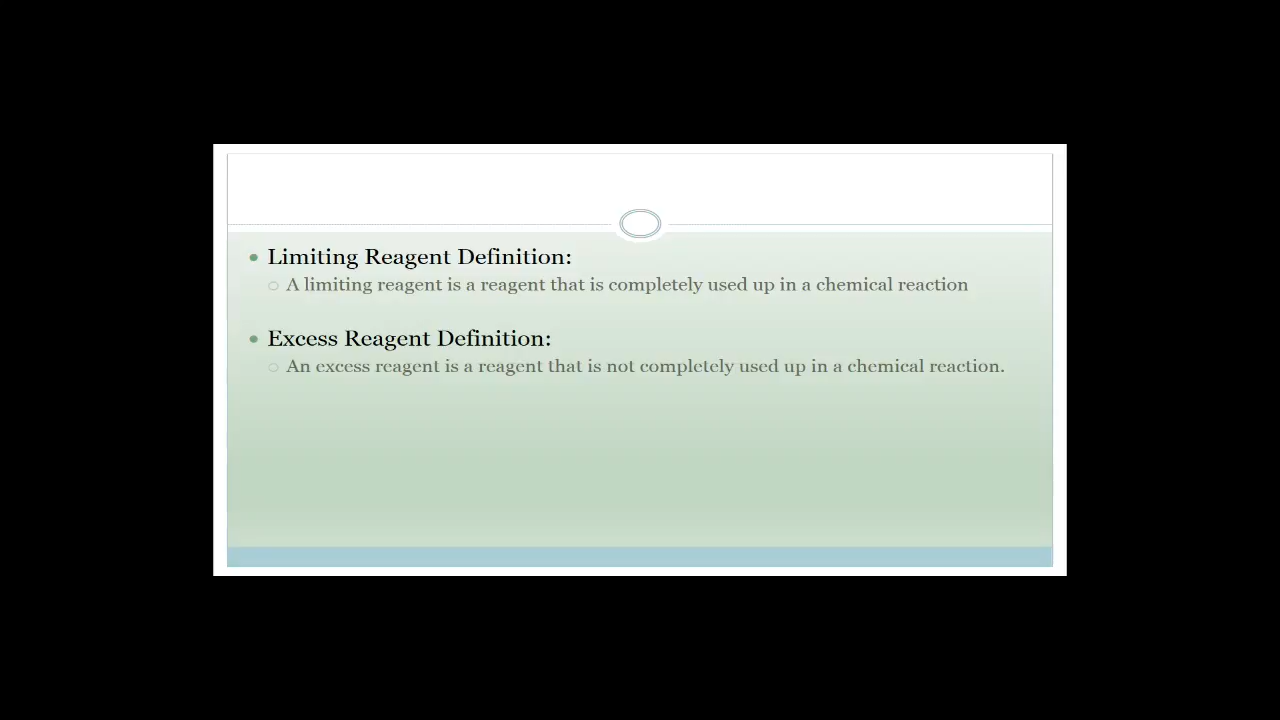 Limiting Reagent Definition:
A limiting reagent is a reagent that is completely used up in a chemical reaction
Excess Reagent Definition:
An excess reagent is a reagent that is not completely used up in a chemical reaction.